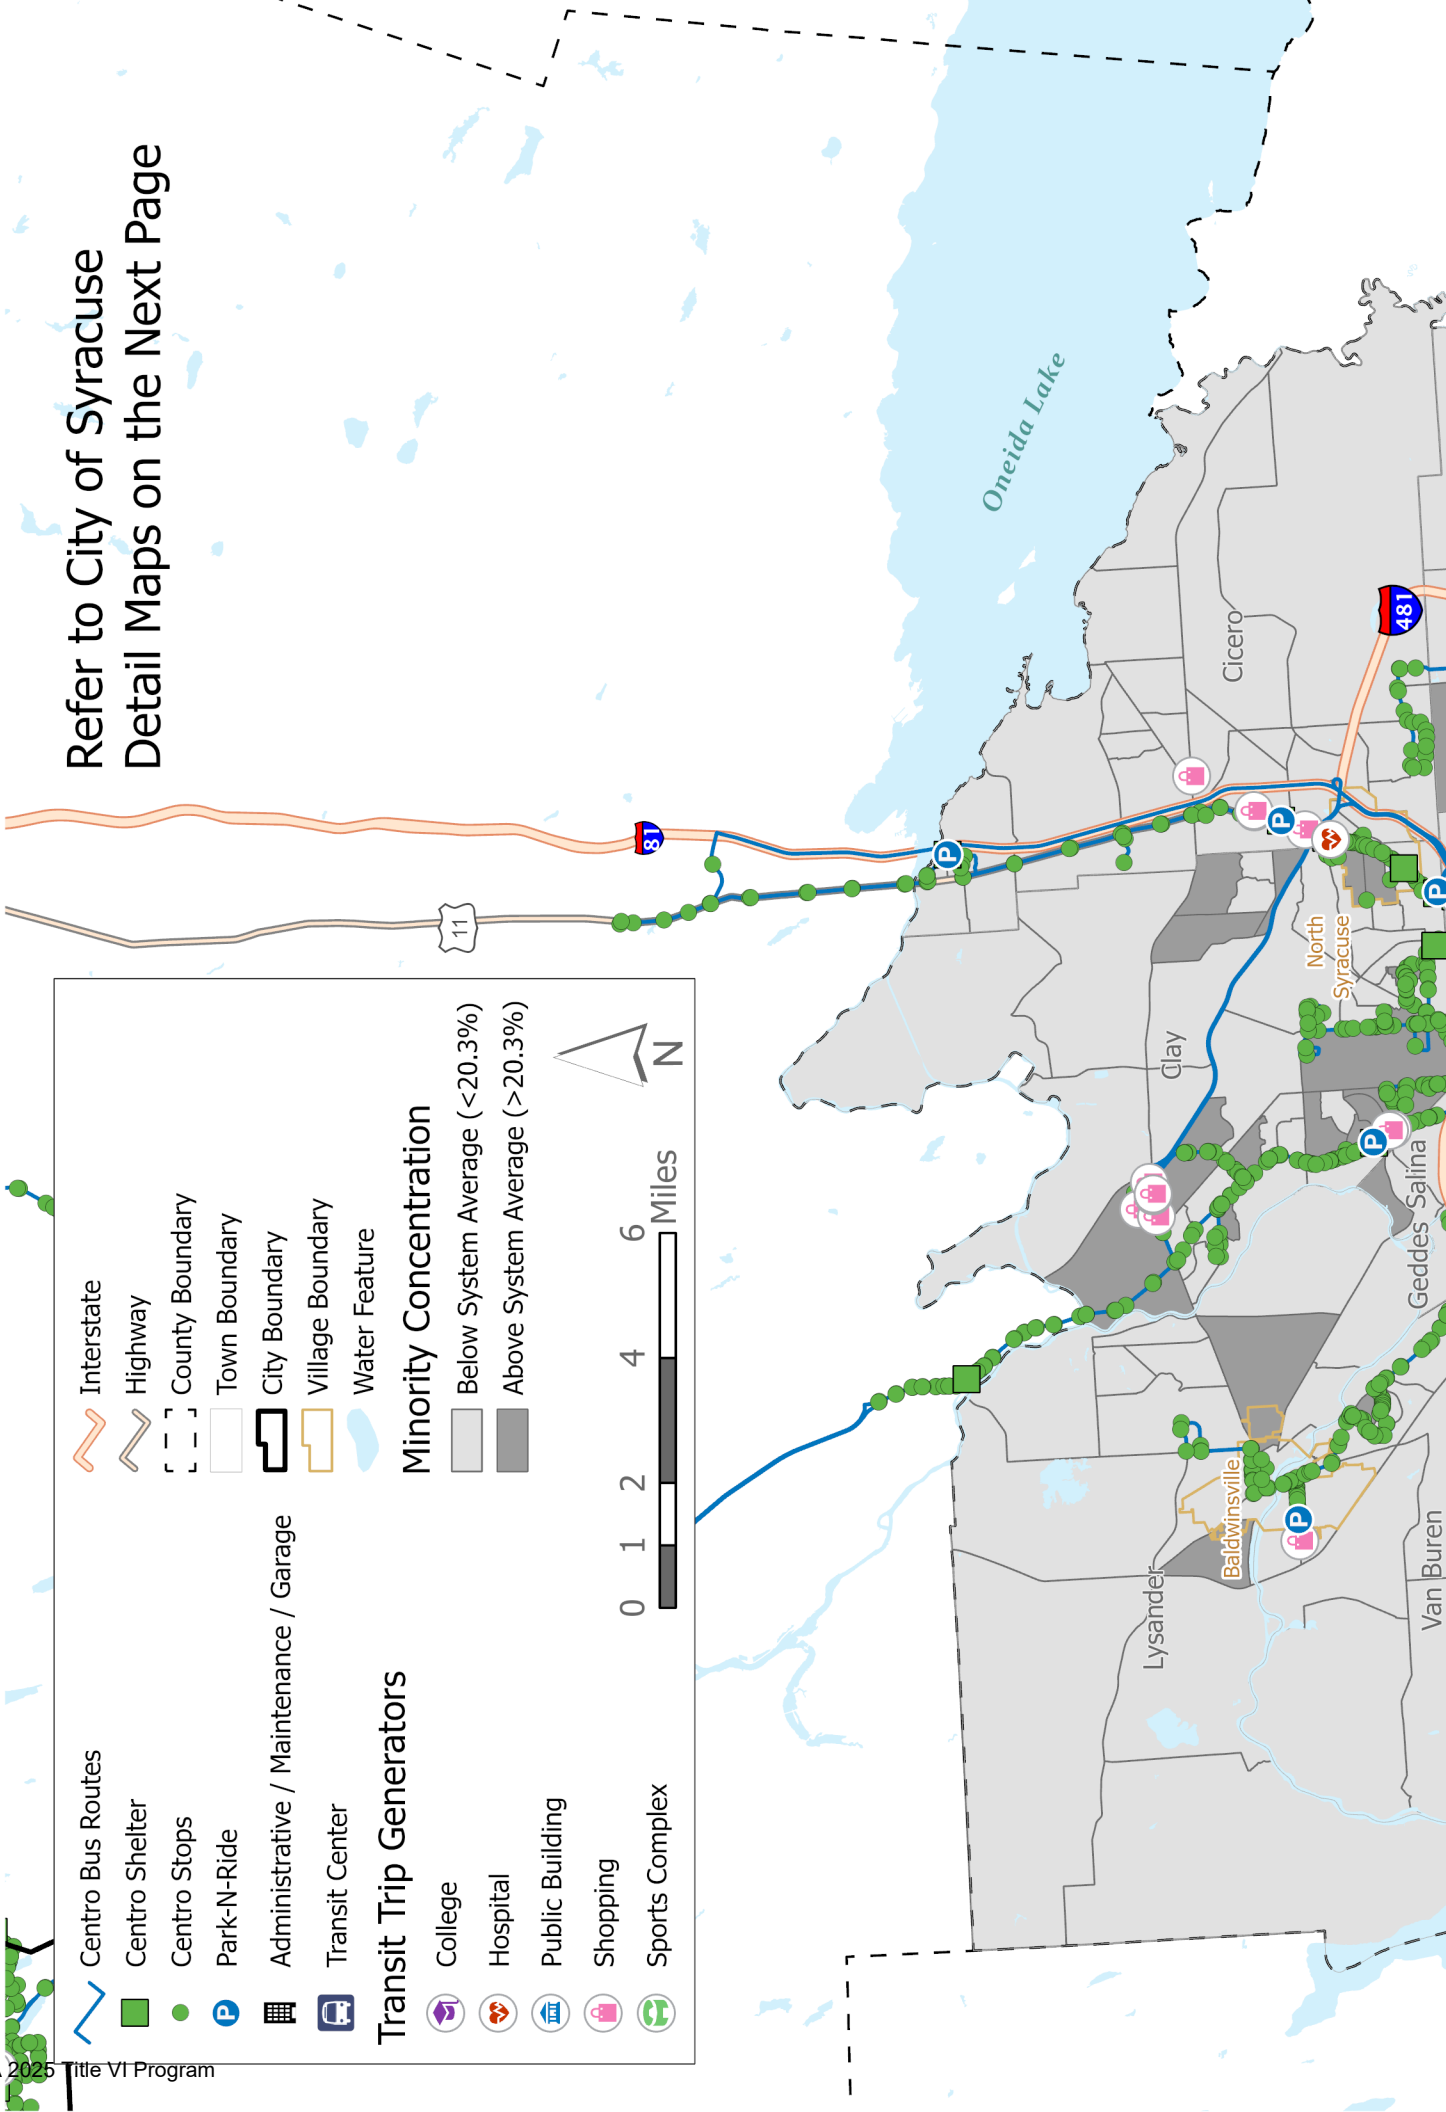 Refer to City of Syracuse
Detail Maps on the Next Page
Centro Bus Routes
Centro Shelter
Centro Stops
Park-N-Ride
Administrative / Maintenance / Garage
Transit Center
Transit Trip Generators
College
Hospital
Public Building
Shopping
Sports Complex
Interstate
Highway
County Boundary
Town Boundary
City Boundary
Village Boundary
Water Feature
Minority Concentration
Below System Average (<20.3%)
Above System Average (>20.3%)
0 1 2 4 6
Miles
N
11
81
481
Oneida Lake
Cicero
Clay
North
Syracuse
Salina
Geddes
Lysander
Baldwinsville
Van Buren
P
P
P
P
P
2025 Title VI Program